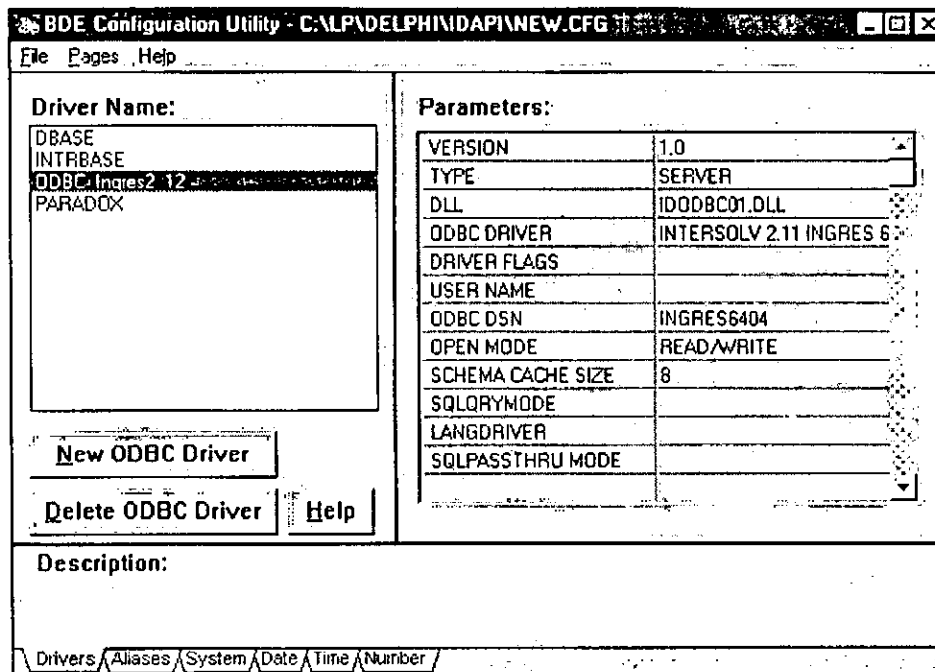 BDE Configuration Utility - C:\LP\DELPHI\IDAPI\NEW.CFG
File Pages Help
Driver Name:
DBASE
INTRBASE
ODBC_Ingres2_12
PARADOX
New ODBC Driver
Delete ODBC Driver
Help
Parameters:
VERSION 1.0
TYPE SERVER
DLL IDODBC01.DLL
ODBC DRIVER INTERSOLV 2.11 INGRES 6
DRIVER FLAGS
USER NAME
ODBC DSN INGRES6404
OPEN MODE READ/WRITE
SCHEMA CACHE SIZE 8
SQLQRYMODE
LANGDRIVER
SQLPASSTHRU MODE
Description:
Drivers Aliases System Date Time Number